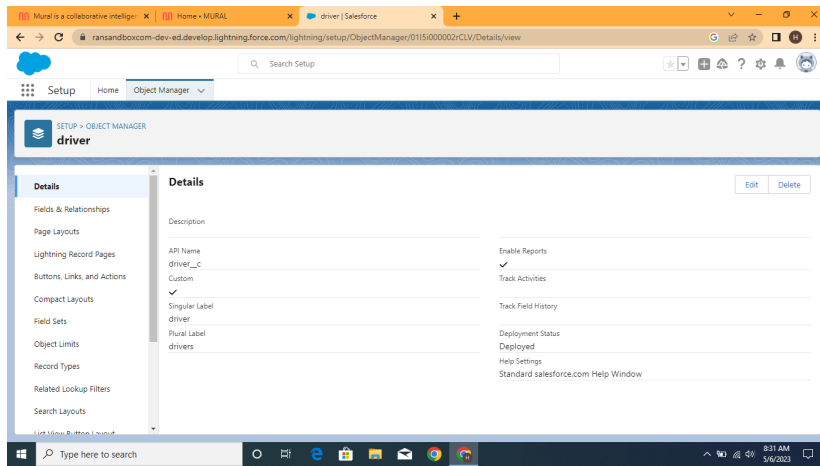 Mural is a collaborative intelliger
Home • MURAL
driver | Salesforce
ransandboxcom-dev-ed.develop.lightning.force.com/lightning/setup/ObjectManager/01I5i000002rCLV/Details/view
G
H
Search Setup
Setup
Home
Object Manager
SETUP > OBJECT MANAGER
driver
Details
Fields & Relationships
Page Layouts
Lightning Record Pages
Buttons, Links, and Actions
Compact Layouts
Field Sets
Object Limits
Record Types
Related Lookup Filters
Search Layouts
List View Button Layout
Details
Edit
Delete
Description
API Name
driver__c
Custom
Singular Label
driver
Plural Label
drivers
Enable Reports
Track Activities
Track Field History
Deployment Status
Deployed
Help Settings
Standard salesforce.com Help Window
Type here to search
8:31 AM
5/6/2023